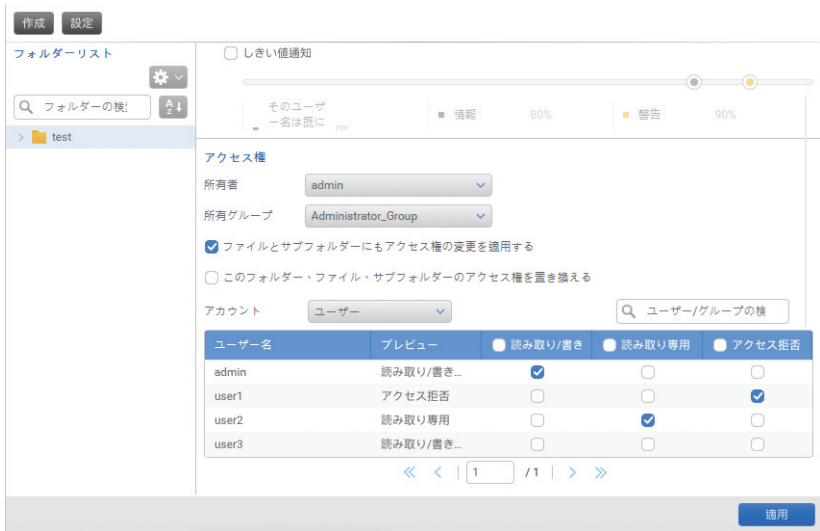 作成 設定
フォルダーリスト
フォルダーの検
test
しきい値通知
そのユーザ
ー名は既に
情報 80% 警告 90%
アクセス権
所有者 admin
所有グループ Administrator_Group
ファイルとサブフォルダーにもアクセス権の変更を適用する
このフォルダー、ファイル、サブフォルダーのアクセス権を置き換える
アカウント ユーザー ユーザー/グループの検
ユーザー名 プレビュー 読み取り/書き 読み取り専用 アクセス拒否
admin 読み取り/書き...
user1 アクセス拒否
user2 読み取り専用
user3 読み取り/書き...
1 / 1
適用